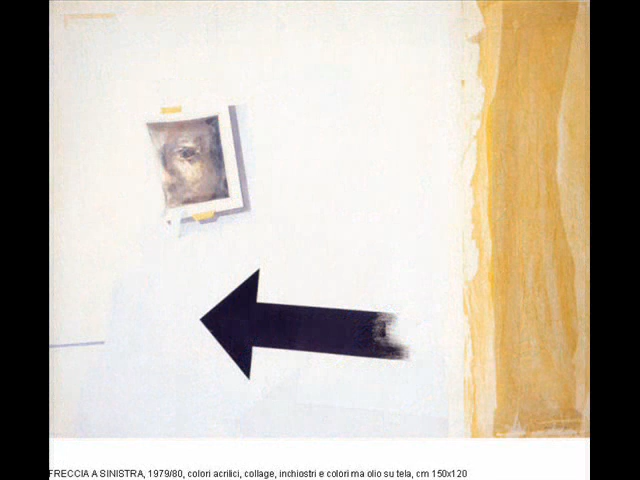 FRECCIA A SINISTRA, 1979/80, colori acrilici, collage, inchiostri e colori ma olio su tela, cm 150x120